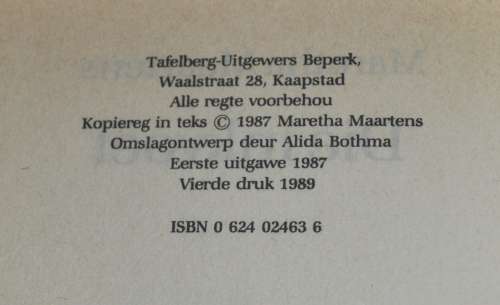 Tafelberg-Uitgewers Beperk,
Waalstraat 28, Kaapstad
Alle regte voorbehou
Kopiereg in teks © 1987 Maretha Maartens
Omslagontwerp deur Alida Bothma
Eerste uitgawe 1987
Vierde druk 1989
ISBN 0 624 02463 6